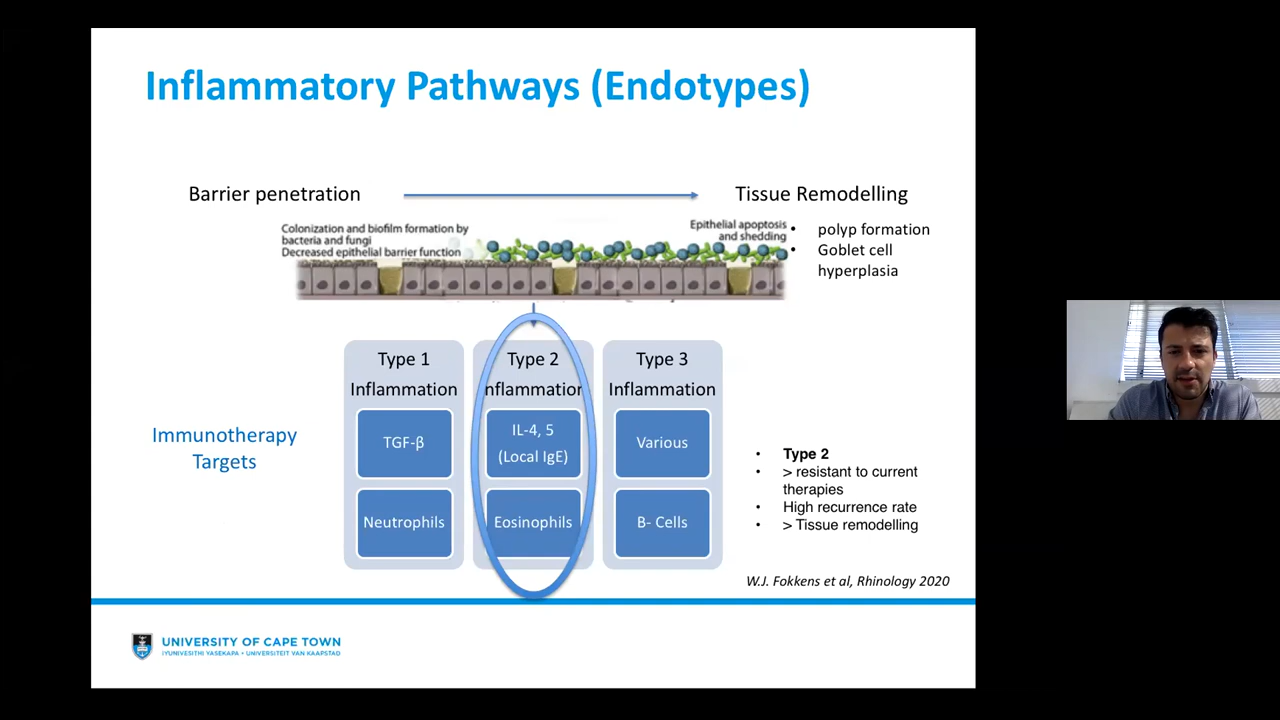 Inflammatory Pathways (Endotypes)
Barrier penetration
Tissue Remodelling
Colonization and biofilm formation by
bacteria and fungi
Decreased epithelial barrier function
Epithelial apoptosis
and shedding
• polyp formation
• Goblet cell
hyperplasia
Type 1
Inflammation
TGF-β
Neutrophils
Type 2
nflammation
IL-4, 5
(Local IgE)
Eosinophils
Type 3
Inflammation
Various
B- Cells
Immunotherapy
Targets
• Type 2
• > resistant to current
therapies
• High recurrence rate
• > Tissue remodelling
W.J. Fokkens et al, Rhinology 2020
UNIVERSITY OF CAPE TOWN
IYUNIVESITHI YASEKAPA • UNIVERSITEIT VAN KAAPSTAD